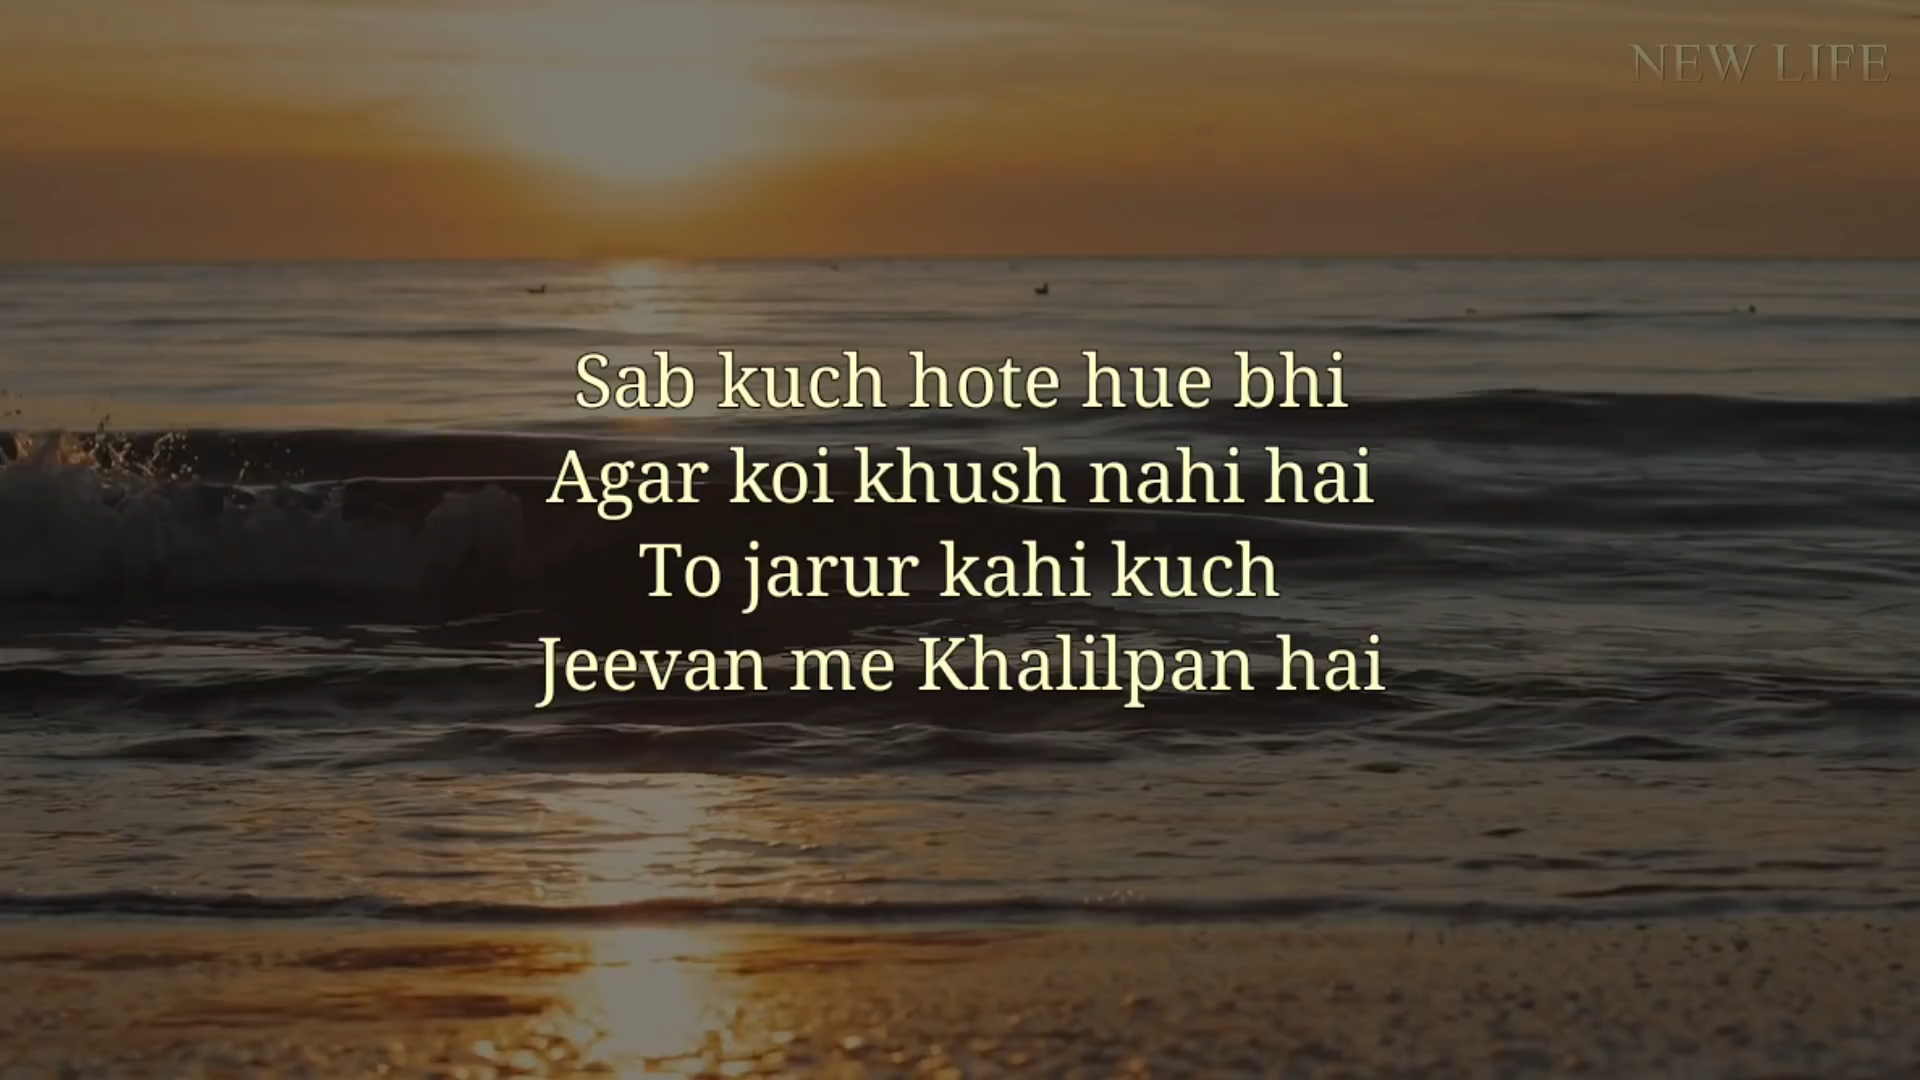 NEW LIFE
Sab kuch hote hue bhi
Agar koi khush nahi hai
To jarur kahi kuch
Jeevan me Khalilpan hai